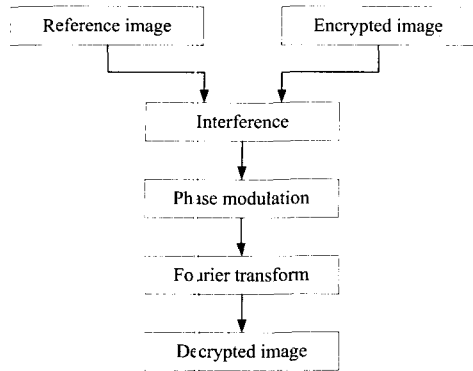 Reference image
Encrypted image
Interference
Phase modulation
Fourier transform
Decrypted image